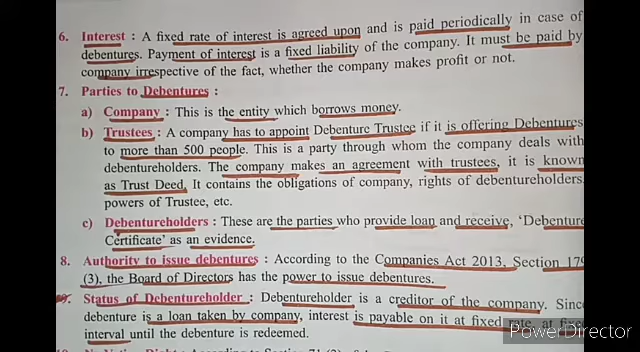 6. Interest : A fixed rate of interest is agreed upon and is paid periodically in case of
debentures. Payment of interest is a fixed liability of the company. It must be paid by
company irrespective of the fact, whether the company makes profit or not.
7. Parties to Debentures :
a) Company : This is the entity which borrows money.
b) Trustees : A company has to appoint Debenture Trustee if it is offering Debentures
to more than 500 people. This is a party through whom the company deals with
debentureholders. The company makes an agreement with trustees, it is known
as Trust Deed. It contains the obligations of company, rights of debentureholders,
powers of Trustee, etc.
c) Debentureholders : These are the parties who provide loan and receive, 'Debenture
Certificate' as an evidence.
8. Authority to issue debentures : According to the Companies Act 2013, Section 179
(3), the Board of Directors has the power to issue debentures.
9. Status of Debentureholder : Debentureholder is a creditor of the company. Since
debenture is a loan taken by company, interest is payable on it at fixed rate, at fixed
interval until the debenture is redeemed.
PowerDirector